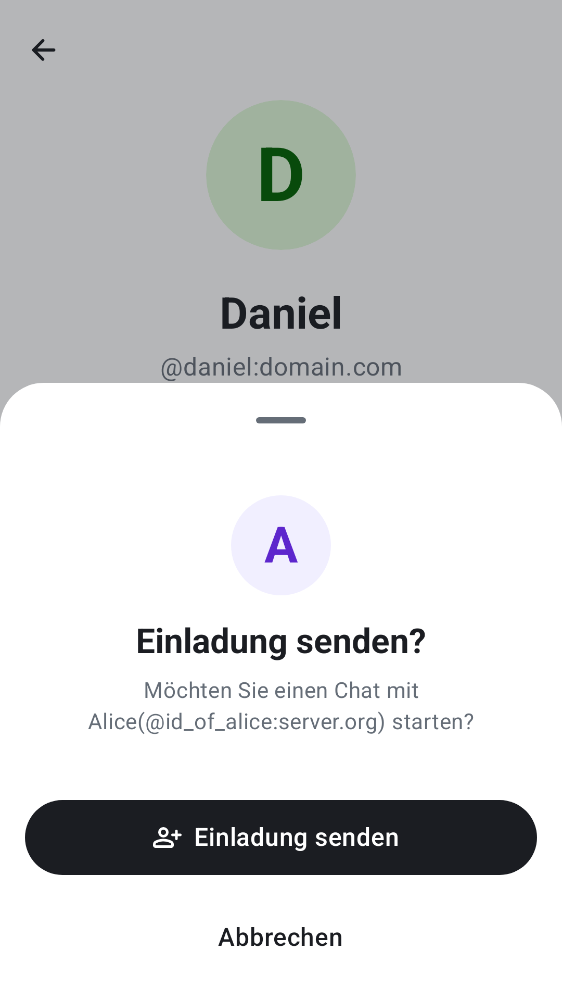 D
Daniel
@daniel:domain.com
A
Einladung senden?
Möchten Sie einen Chat mit
Alice(@id_of_alice:server.org) starten?
Einladung senden
Abbrechen